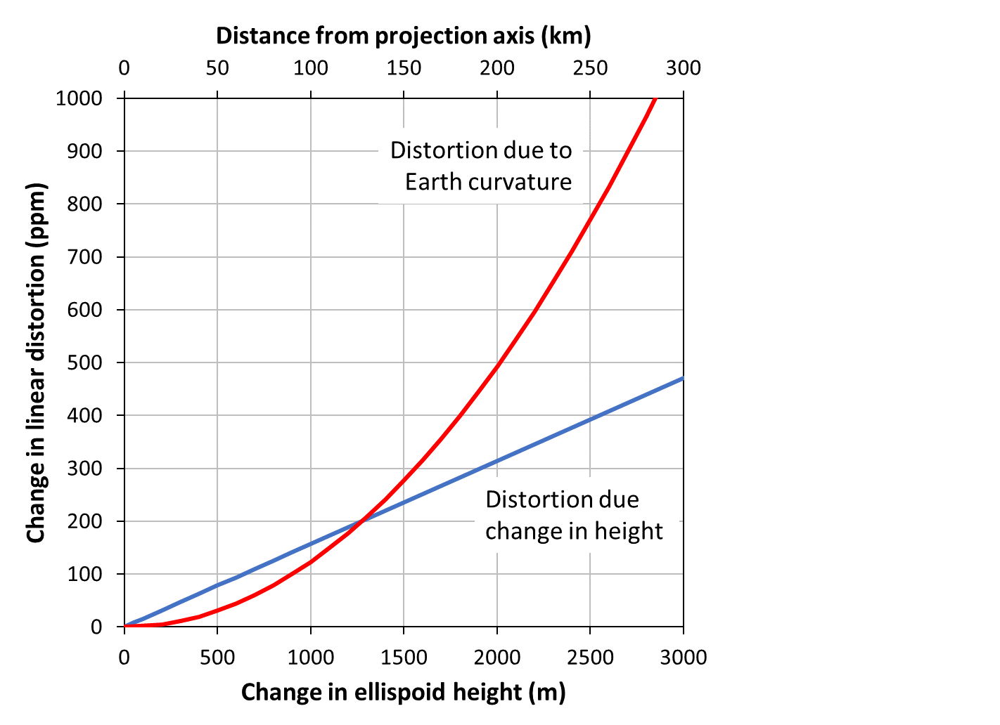 Distance from projection axis (km)
0 50 100 150 200 250 300
1000
900
800
700
600
500
400
300
200
100
0
Change in linear distortion (ppm)
Distortion due to
Earth curvature
Distortion due
change in height
0 500 1000 1500 2000 2500 3000
Change in ellispoid height (m)